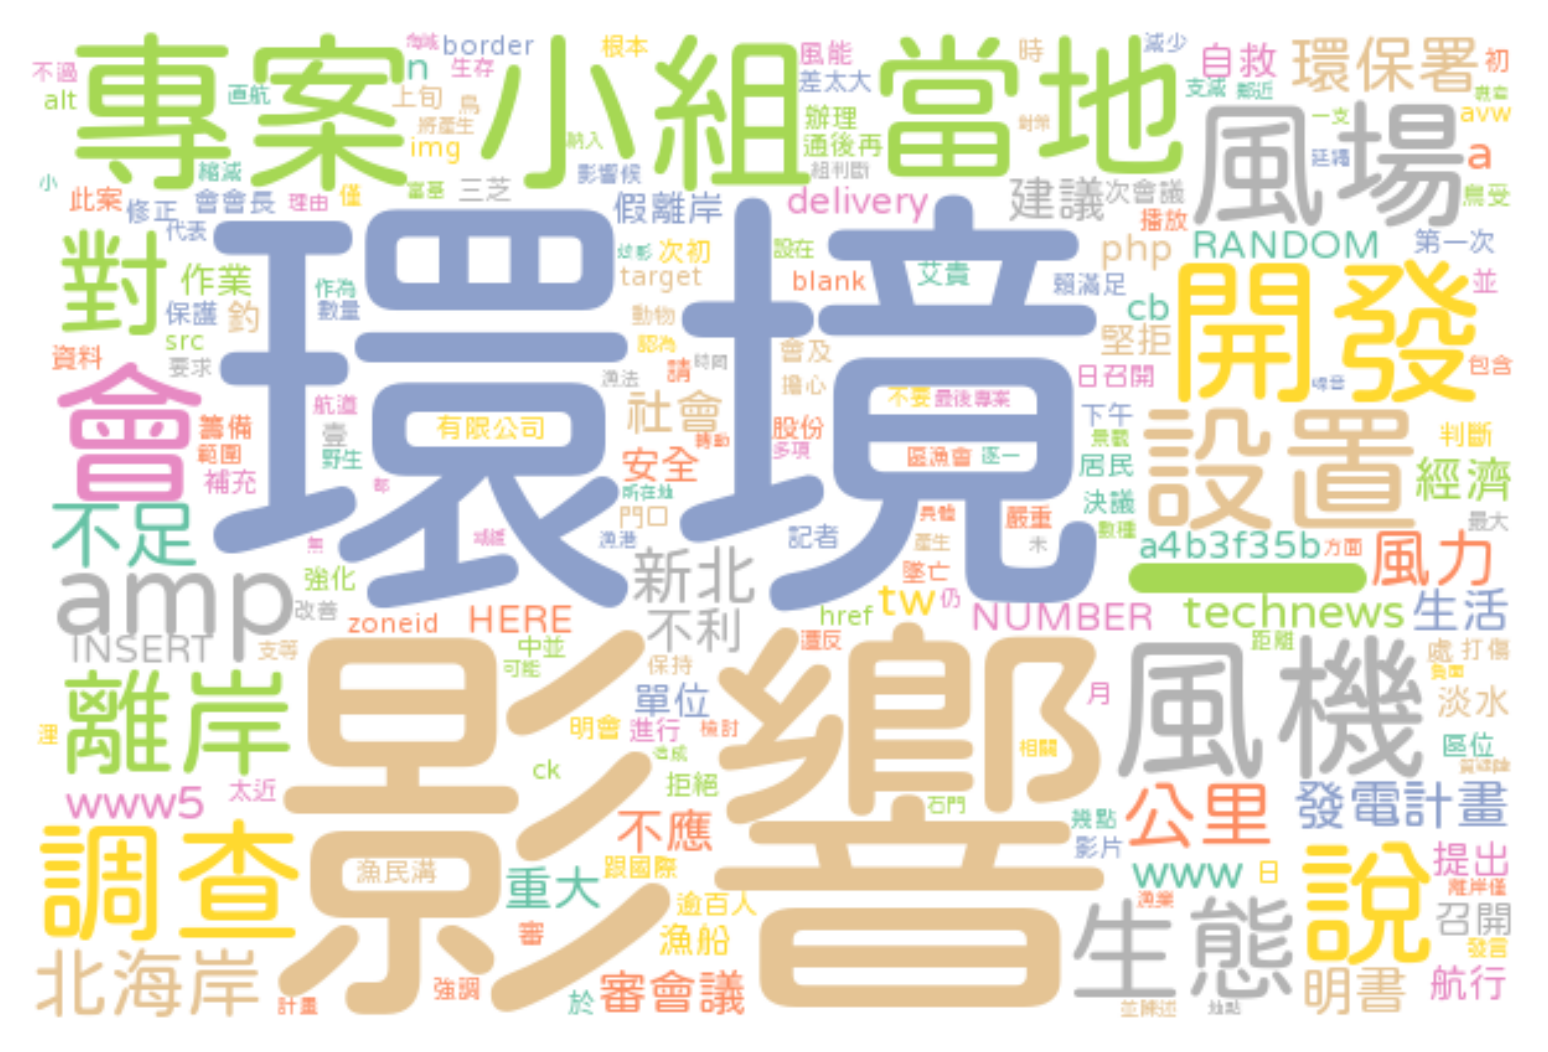 專案小組當地
環境
影響
海域 border 根本 風能 時 減少 自救 環保署 初
不過 n 生存 差太大
alt 直航 上旬 鳥 支減 鄰近
將產生 辦理 一支 avw
img 納入 通後再 風場 延繩 a
小 縮減 影響候 組判斷
此案 會會長 理由 僅 富基 三芝 建議 次會議 鳥受
修正 假離岸 delivery 播放
代表 RANDOM 第一次
對 次初 設在 php
作業 target 艾貴 並
作為 blank 賴滿足 開發
保護 數量 釣 動物 cb
src 認為 堅拒
資料 要求 時間 會及 包含
漁法 請 擔心 日召開 噪音
會 航道 不要 最後專案
籌備 壹 有限公司 社會 股份 下午 設置 判斷
範圍 轉動 多項 景觀
野生 安全 區漁會 逐一 居民 經濟
補充 所在地
不足 門口 具體 嚴重 決議 最大
漁港 記者 產生 未 數種
無 a4b3f35b 方面 風力
強化 新北 墜亡
amp 改善 tw 仍
zoneid HERE 不利 href NUMBER technews 生活
INSERT 支等 中並 遭反 距離
可能 保持 風機 處 打傷
離岸 單位 月 淡水
浬 明會 進行 檢討 相關 區位
造成
ck 拒絕
www5 太近 石門 公里 發電計畫
不應 幾點
調查 影片 說 提出
漁民溝 重大 跟國際 www 日 離岸僅
逾百人 漁業 召開
審 漁船 生態 發言
北海岸 強調 明書 航行
計畫 於 審會議 並陳述 地點